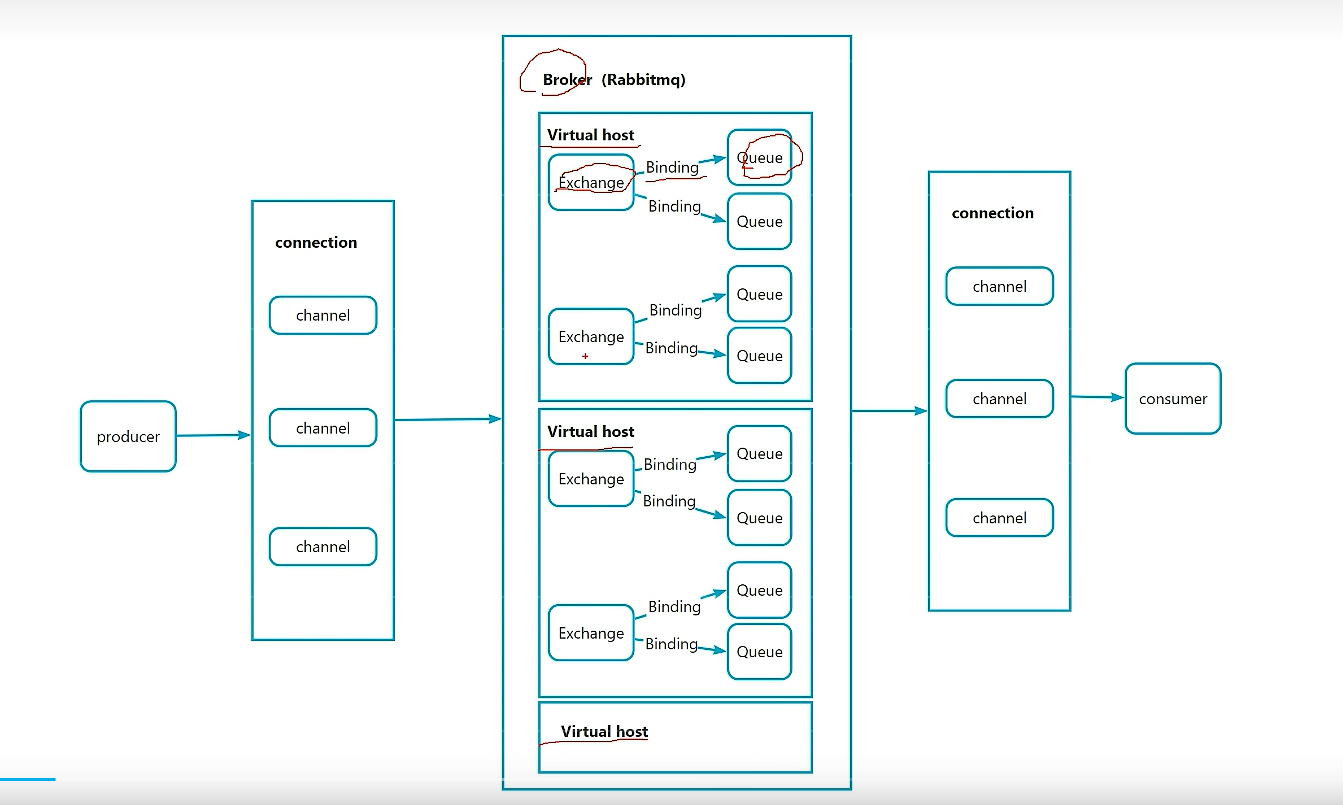 Broker (Rabbitmq)
Virtual host
Exchange
Binding
Queue
Binding
Queue
Exchange
Binding
Queue
Binding
Queue
Virtual host
Exchange
Binding
Queue
Binding
Queue
Exchange
Binding
Queue
Binding
Queue
Virtual host
producer
connection
channel
channel
channel
connection
channel
channel
channel
consumer